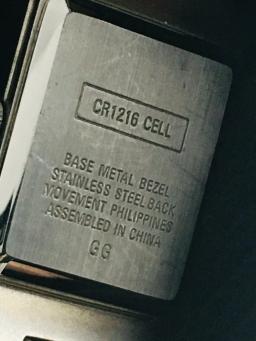 CR1216 CELL
BASE METAL BEZEL
STAINLESS STEEL BACK
MOVEMENT PHILIPPINES
ASSEMBLED IN CHINA
GG